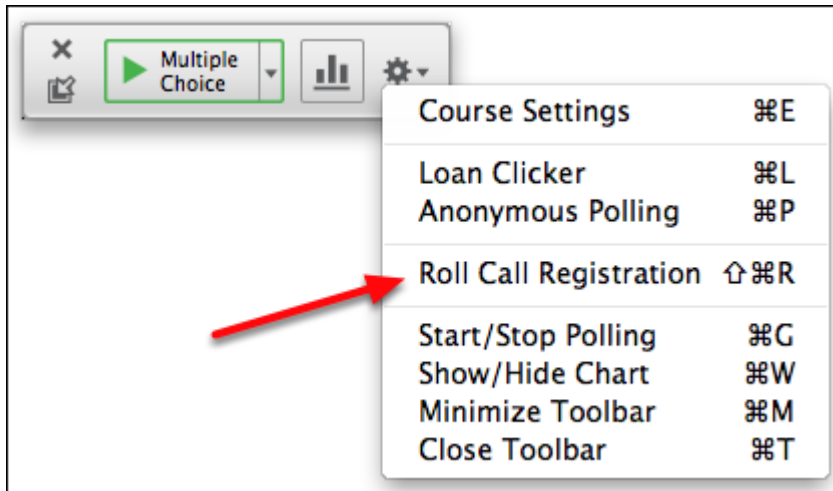 Multiple
Choice
Course Settings ⌘E
Loan Clicker ⌘L
Anonymous Polling ⌘P
Roll Call Registration ⇧⌘R
Start/Stop Polling ⌘G
Show/Hide Chart ⌘W
Minimize Toolbar ⌘M
Close Toolbar ⌘T